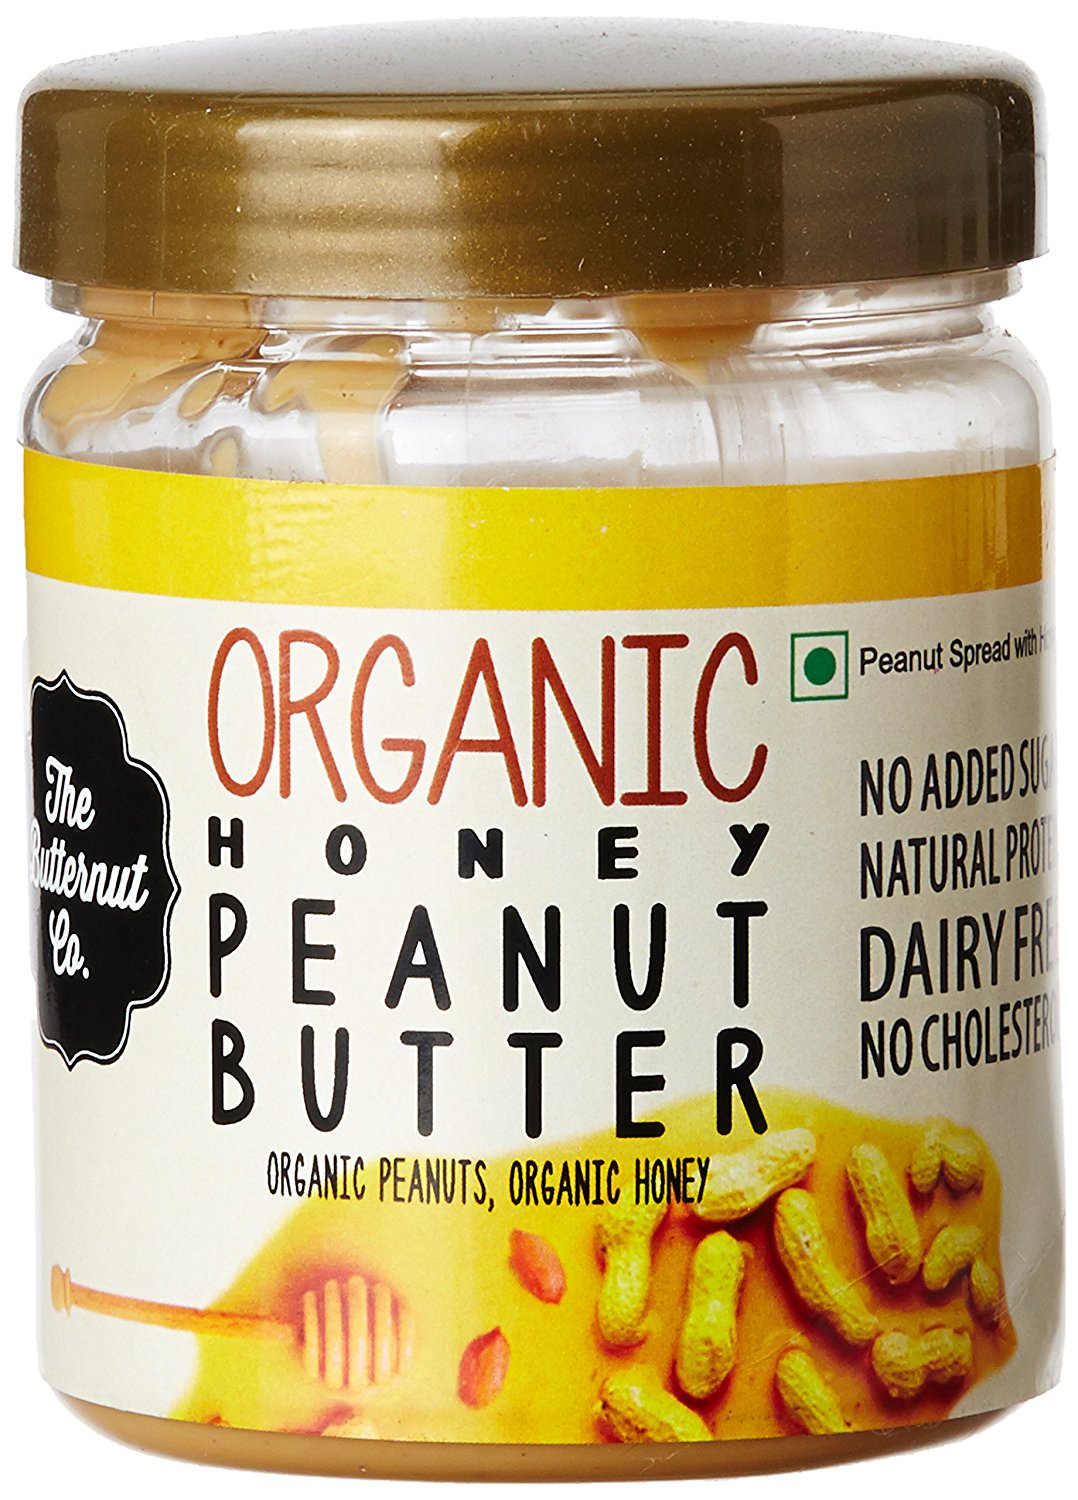 The
Butternut
Co.
ORGANIC
HONEY
PEANUT
BUTTER
ORGANIC PEANUTS, ORGANIC HONEY
Peanut Spread with
NO ADDED
NATURAL
DAIRY
NO